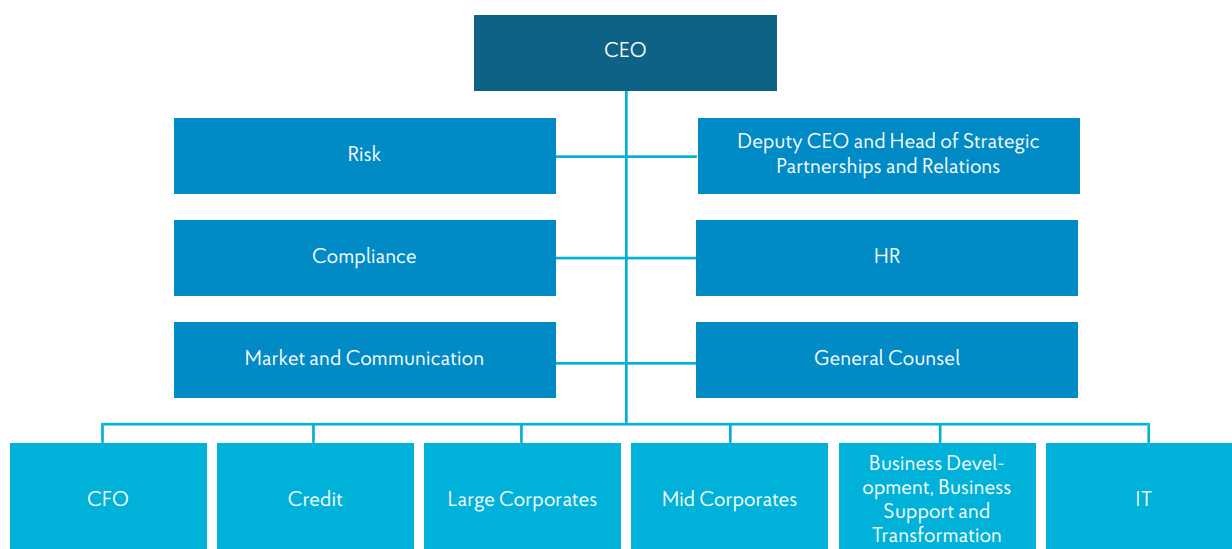 CEO
Risk
Deputy CEO and Head of Strategic
Partnerships and Relations
Compliance
HR
Market and Communication
General Counsel
CFO
Credit
Large Corporates
Mid Corporates
Business Devel-
opment, Business
Support and
Transformation
IT